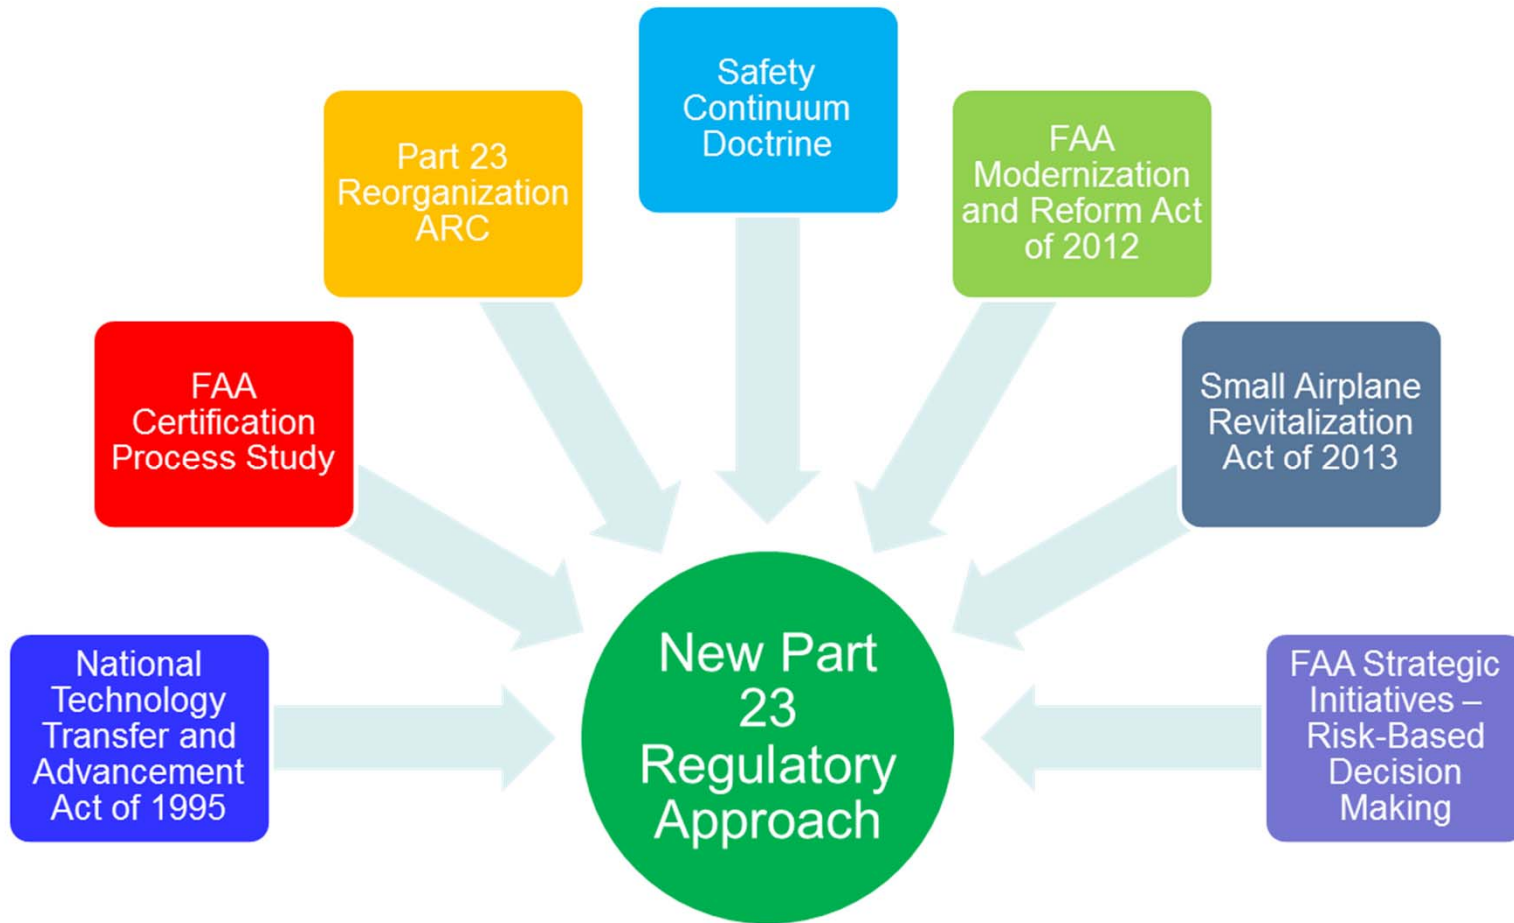 Safety
Continuum
Doctrine
Part 23
Reorganization
ARC
FAA
Modernization
and Reform Act
of 2012
FAA
Certification
Process Study
Small Airplane
Revitalization
Act of 2013
National
Technology
Transfer and
Advancement
Act of 1995
New Part
23
Regulatory
Approach
FAA Strategic
Initiatives –
Risk-Based
Decision
Making